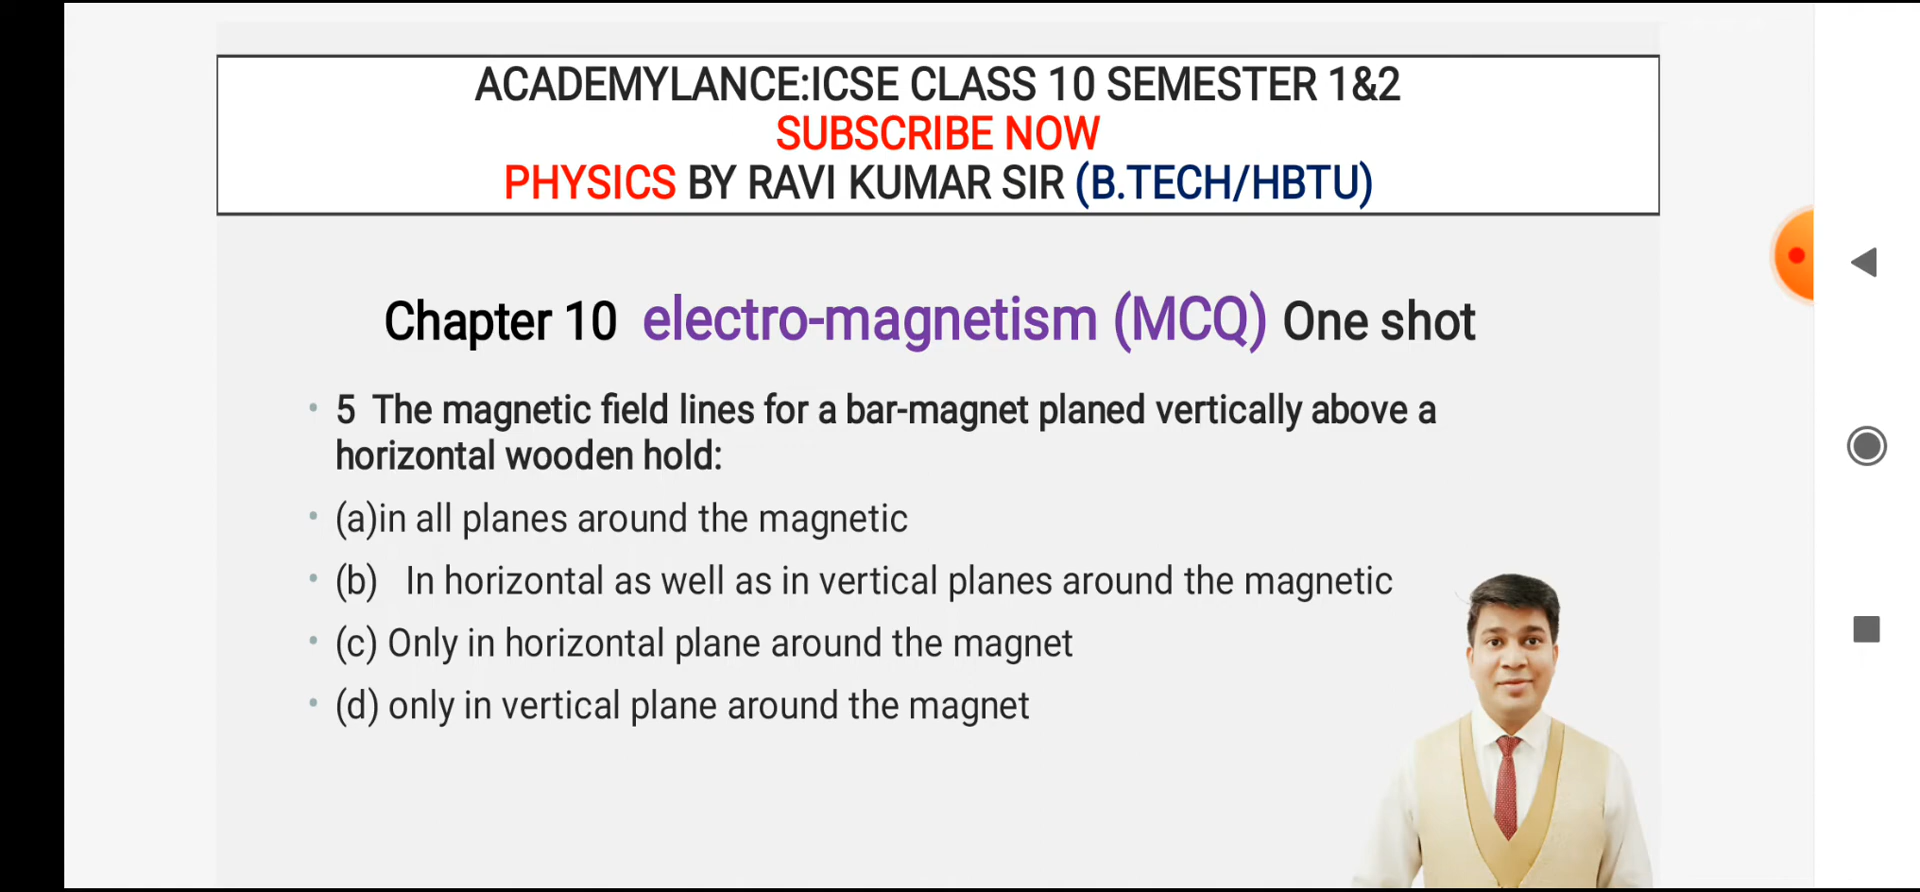 ACADEMYLANCE:ICSE CLASS 10 SEMESTER 1&2
SUBSCRIBE NOW
PHYSICS BY RAVI KUMAR SIR (B.TECH/HBTU)
Chapter 10 electro-magnetism (MCQ) One shot
• 5 The magnetic field lines for a bar-magnet planed vertically above a
horizontal wooden hold:
• (a)in all planes around the magnetic
• (b) In horizontal as well as in vertical planes around the magnetic
• (c) Only in horizontal plane around the magnet
• (d) only in vertical plane around the magnet